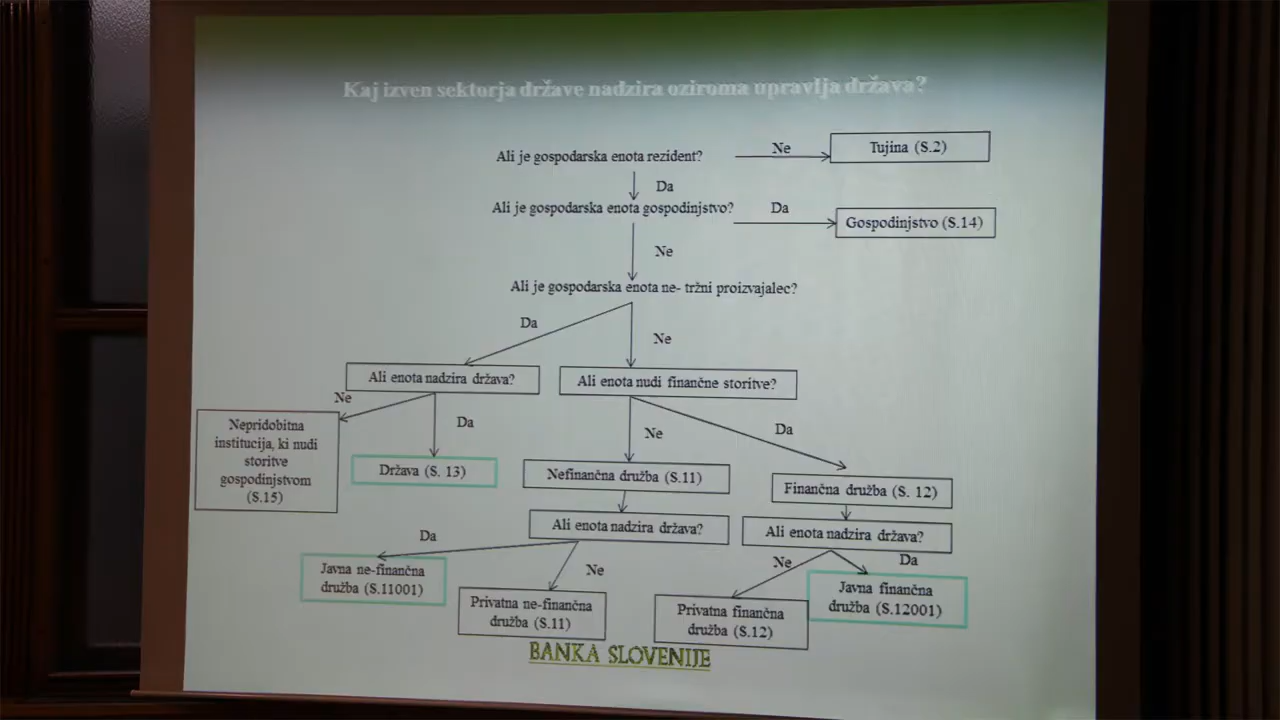 Kaj izven sektorja države nadzira oziroma upravlja država?
Ali je gospodarska enota rezident?
Ne
Tujina (S.2)
Da
Ali je gospodarska enota gospodinjstvo?
Da
Gospodinjstvo (S.14)
Ne
Ali je gospodarska enota ne- tržni proizvajalec?
Da
Ne
Ali enota nadzira država?
Ali enota nudi finančne storitve?
Ne
Da
Ne
Da
Nepridobitna
institucija, ki nudi
storitve
gospodinjstvom
(S.15)
Država (S. 13)
Nefinančna družba (S.11)
Finančna družba (S. 12)
Ali enota nadzira država?
Ali enota nadzira država?
Da
Ne
Ne
Da
Javna ne-finančna
družba (S.11001)
Privatna ne-finančna
družba (S.11)
Privatna finančna
družba (S.12)
Javna finančna
družba (S.12001)
BANKA SLOVENIJE